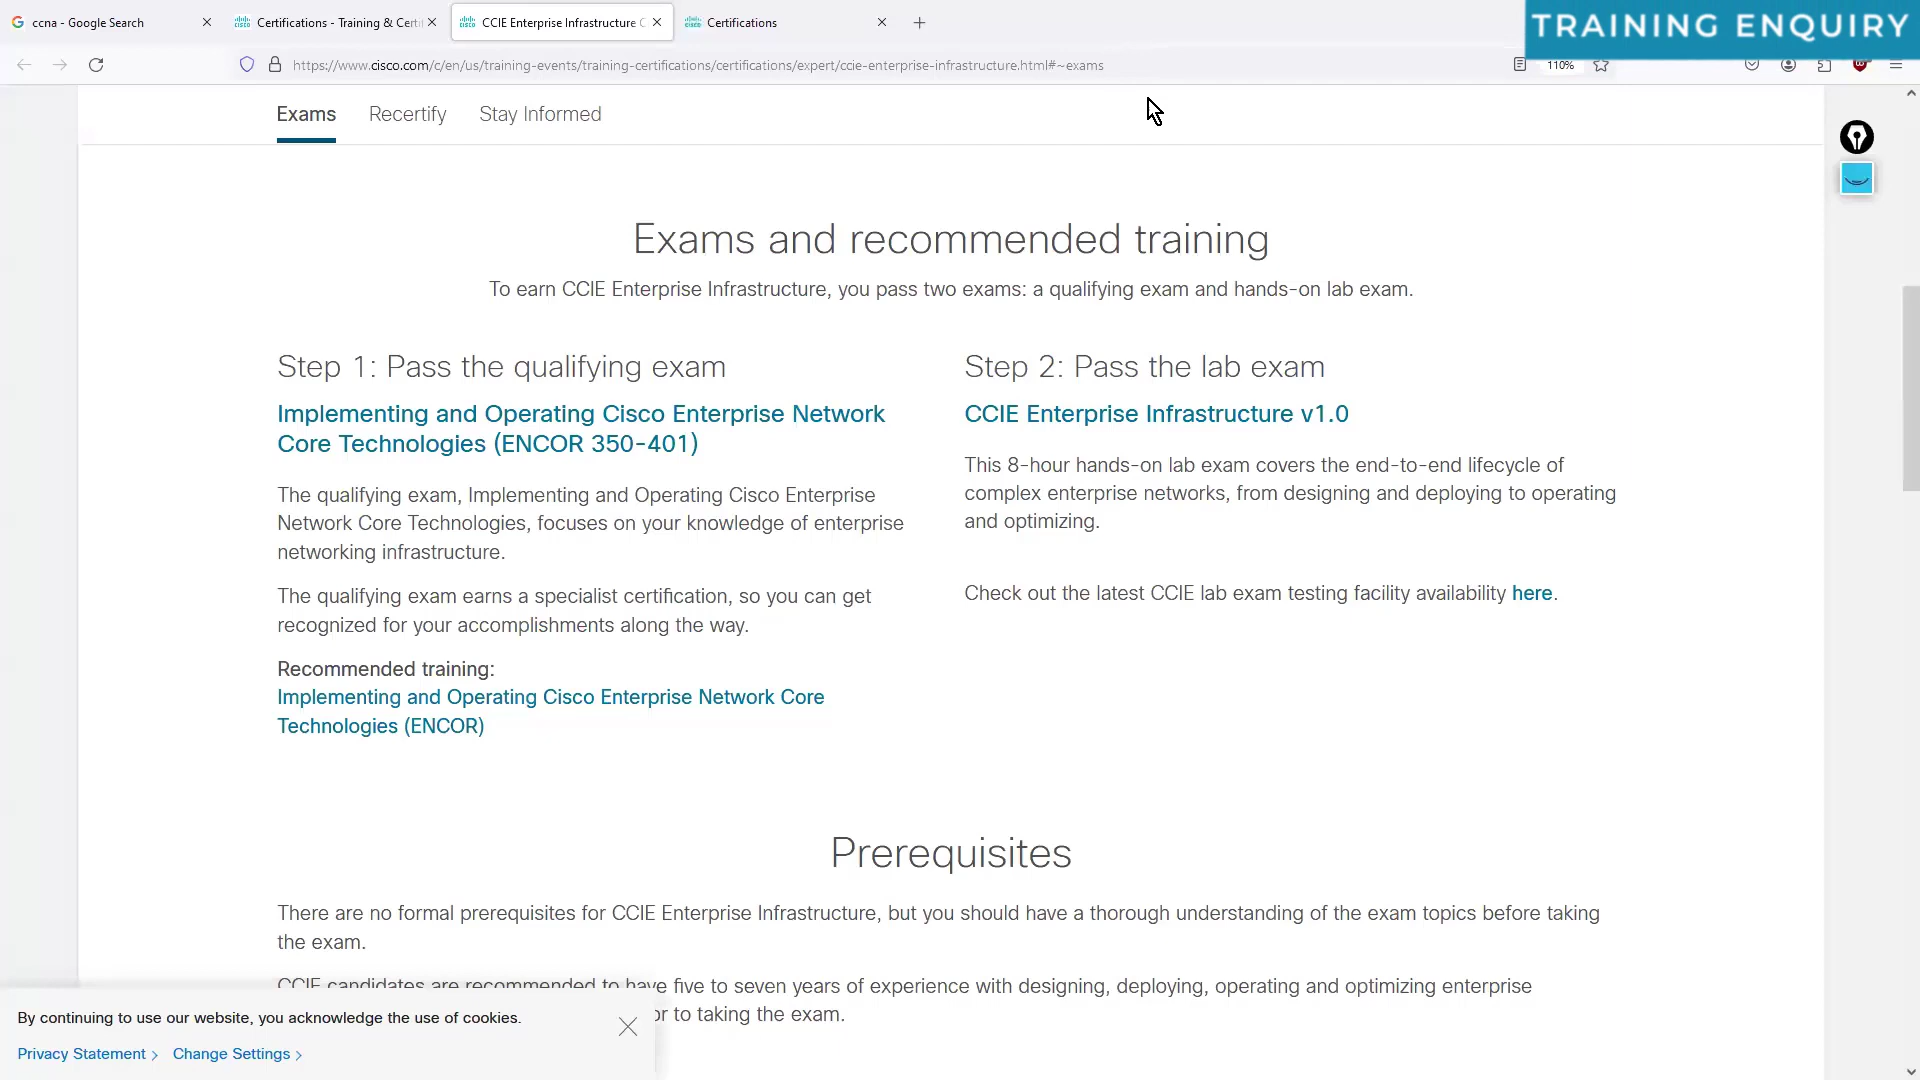 ccna - Google Search
Certifications - Training & Certi
CCIE Enterprise Infrastructure C
Certifications
TRAINING ENQUIRY
https://www.cisco.com/c/en/us/training-events/training-certifications/certifications/expert/ccie-enterprise-infrastructure.html#~exams
110%
Exams
Recertify
Stay Informed
Exams and recommended training
To earn CCIE Enterprise Infrastructure, you pass two exams: a qualifying exam and hands-on lab exam.
Step 1: Pass the qualifying exam
Implementing and Operating Cisco Enterprise Network
Core Technologies (ENCOR 350-401)
The qualifying exam, Implementing and Operating Cisco Enterprise
Network Core Technologies, focuses on your knowledge of enterprise
networking infrastructure.
The qualifying exam earns a specialist certification, so you can get
recognized for your accomplishments along the way.
Recommended training:
Implementing and Operating Cisco Enterprise Network Core
Technologies (ENCOR)
Step 2: Pass the lab exam
CCIE Enterprise Infrastructure v1.0
This 8-hour hands-on lab exam covers the end-to-end lifecycle of
complex enterprise networks, from designing and deploying to operating
and optimizing.
Check out the latest CCIE lab exam testing facility availability here.
Prerequisites
There are no formal prerequisites for CCIE Enterprise Infrastructure, but you should have a thorough understanding of the exam topics before taking
the exam.
CCIE candidates are recommended to have five to seven years of experience with designing, deploying, operating and optimizing enterprise
or to taking the exam.
By continuing to use our website, you acknowledge the use of cookies.
Privacy Statement
Change Settings